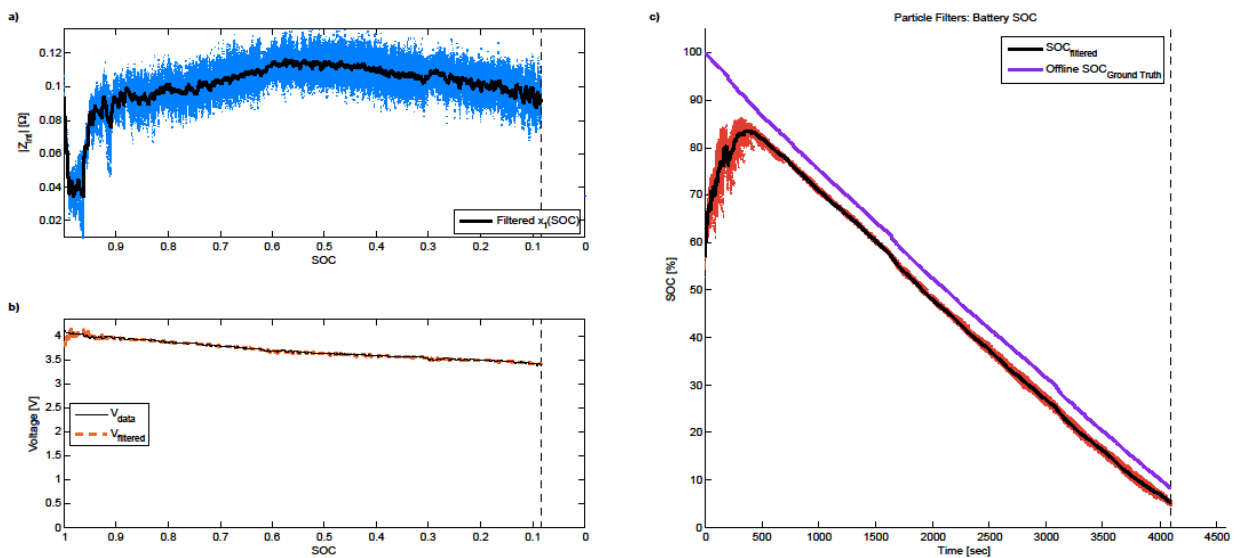 a)
0.12
0.1
0.08
0.06
0.04
0.02
|Z_int| [Ω]
Filtered x_1(SOC)
0.9 0.8 0.7 0.6 0.5 0.4 0.3 0.2 0.1 0
SOC
b)
4
3.5
3
2.5
2
1.5
1
0.5
0
Voltage [V]
V_data
V_filtered
1 0.9 0.8 0.7 0.6 0.5 0.4 0.3 0.2 0.1 0
SOC
c)
Particle Filters: Battery SOC
SOC_filtered
Offline SOC_Ground Truth
100
90
80
70
60
50
40
30
20
10
0
SOC [%]
0 500 1000 1500 2000 2500 3000 3500 4000 4500
Time [sec]